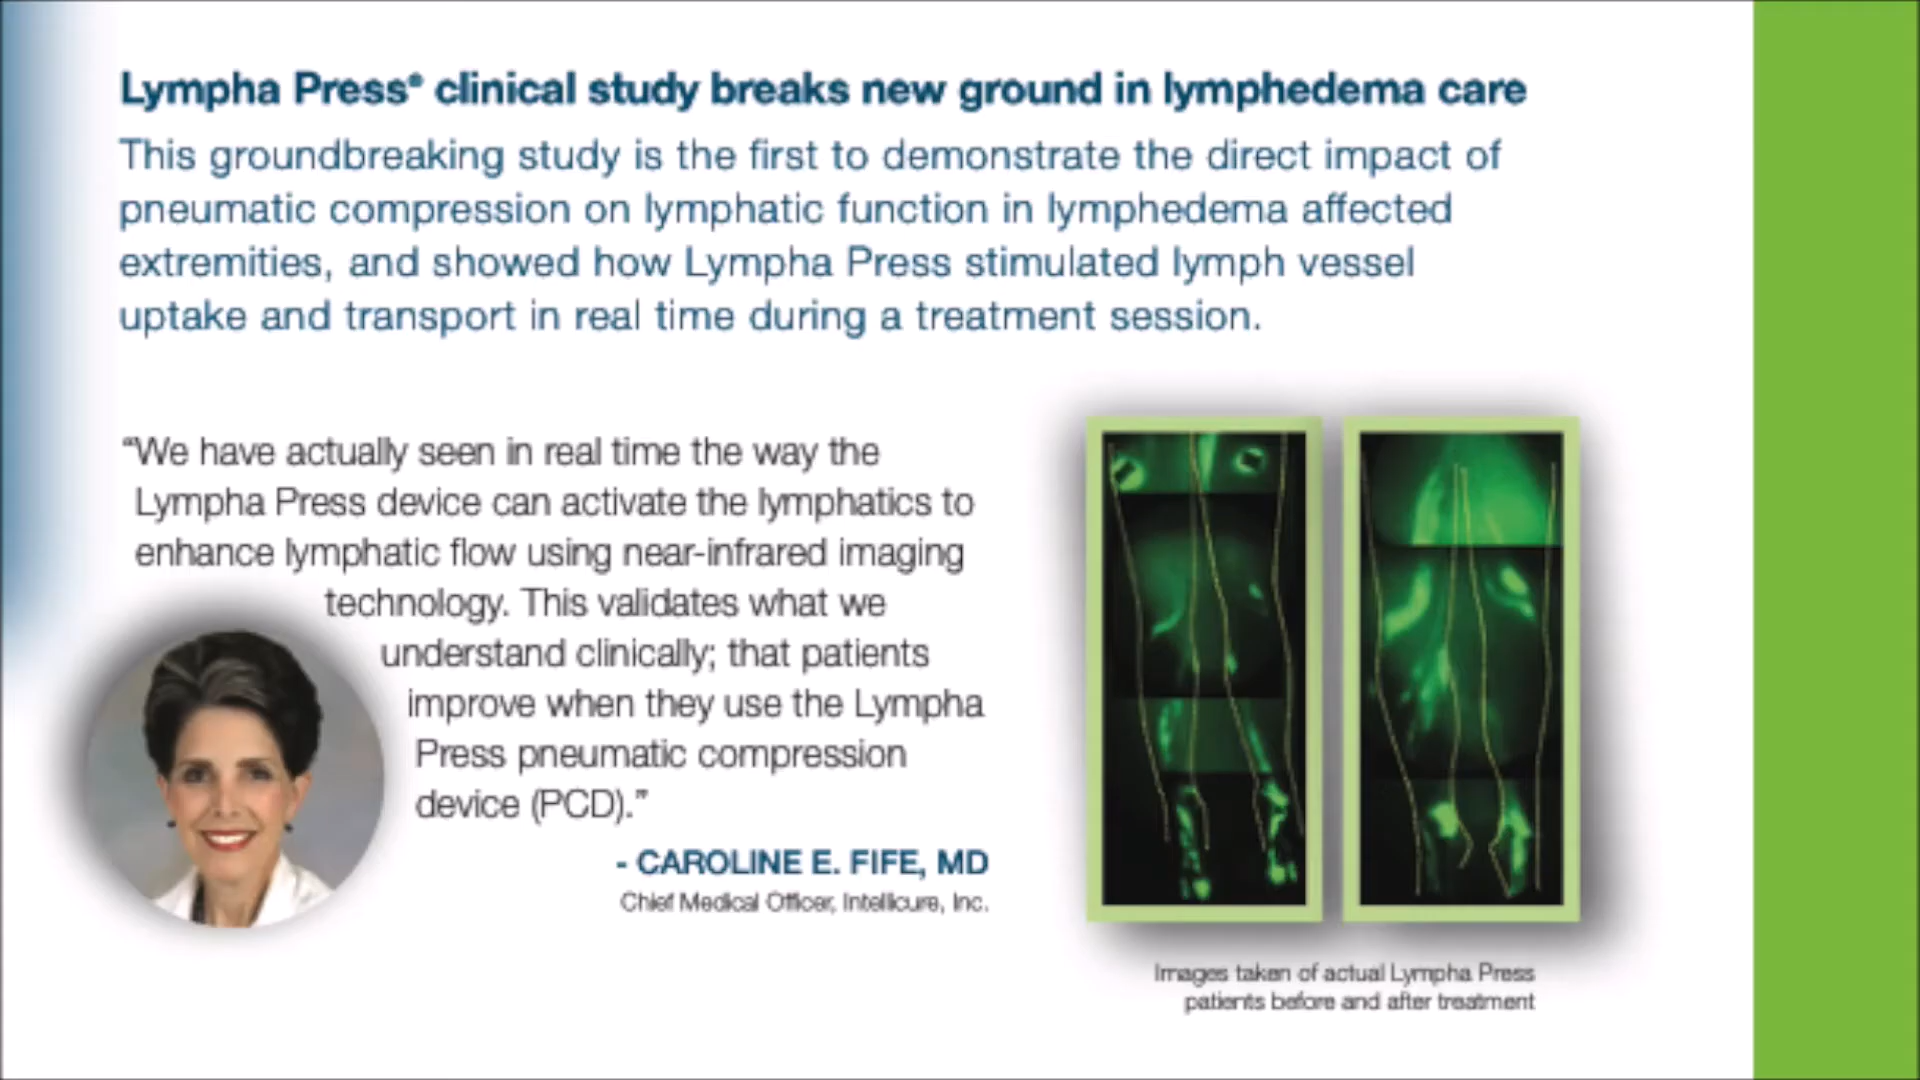 Lympha Press® clinical study breaks new ground in lymphedema care
This groundbreaking study is the first to demonstrate the direct impact of
pneumatic compression on lymphatic function in lymphedema affected
extremities, and showed how Lympha Press stimulated lymph vessel
uptake and transport in real time during a treatment session.
“We have actually seen in real time the way the
Lympha Press device can activate the lymphatics to
enhance lymphatic flow using near-infrared imaging
technology. This validates what we
understand clinically; that patients
improve when they use the Lympha
Press pneumatic compression
device (PCD).”
- CAROLINE E. FIFE, MD
Chief Medical Officer, Intellicure, Inc.
Images taken of actual Lympha Press
patients before and after treatment